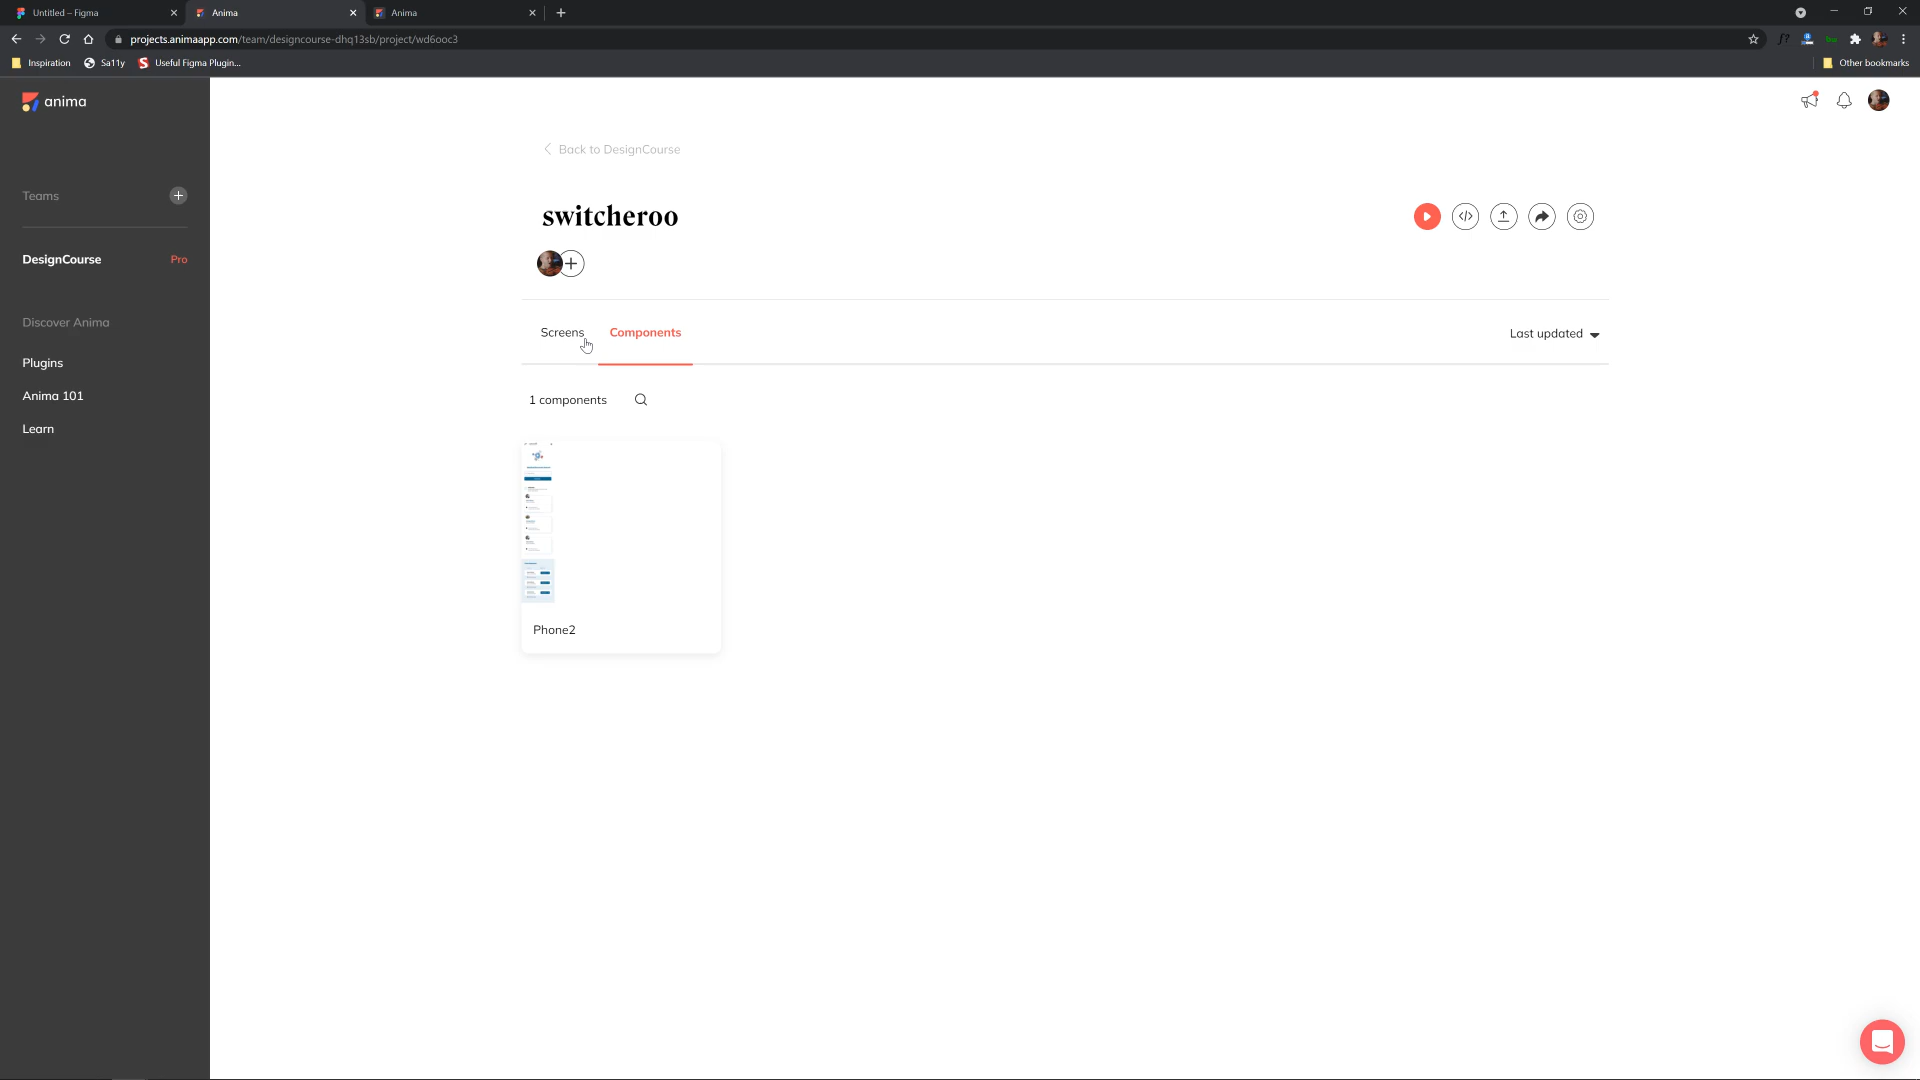 Untitled – Figma
Anima
Anima
projects.animaapp.com/team/designcourse-dhq13sb/project/wd6ooc3
Inspiration
Sa11y
Useful Figma Plugin...
Other bookmarks
anima
Back to DesignCourse
Teams
switcheroo
DesignCourse
Pro
Discover Anima
Screens
Components
Last updated
Plugins
Anima 101
1 components
Learn
Phone2